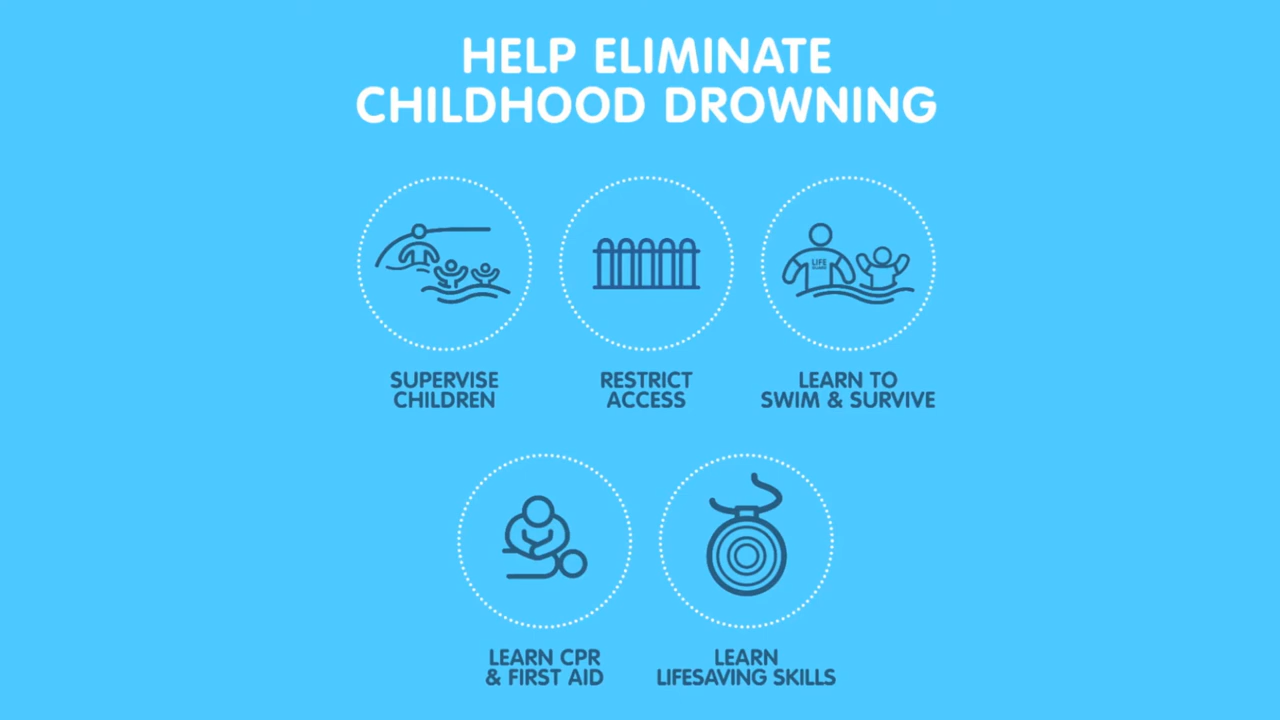 HELP ELIMINATE
CHILDHOOD DROWNING
LIFE
SUPERVISE
CHILDREN
RESTRICT
ACCESS
LEARN TO
SWIM & SURVIVE
LEARN CPR
& FIRST AID
LEARN
LIFESAVING SKILLS